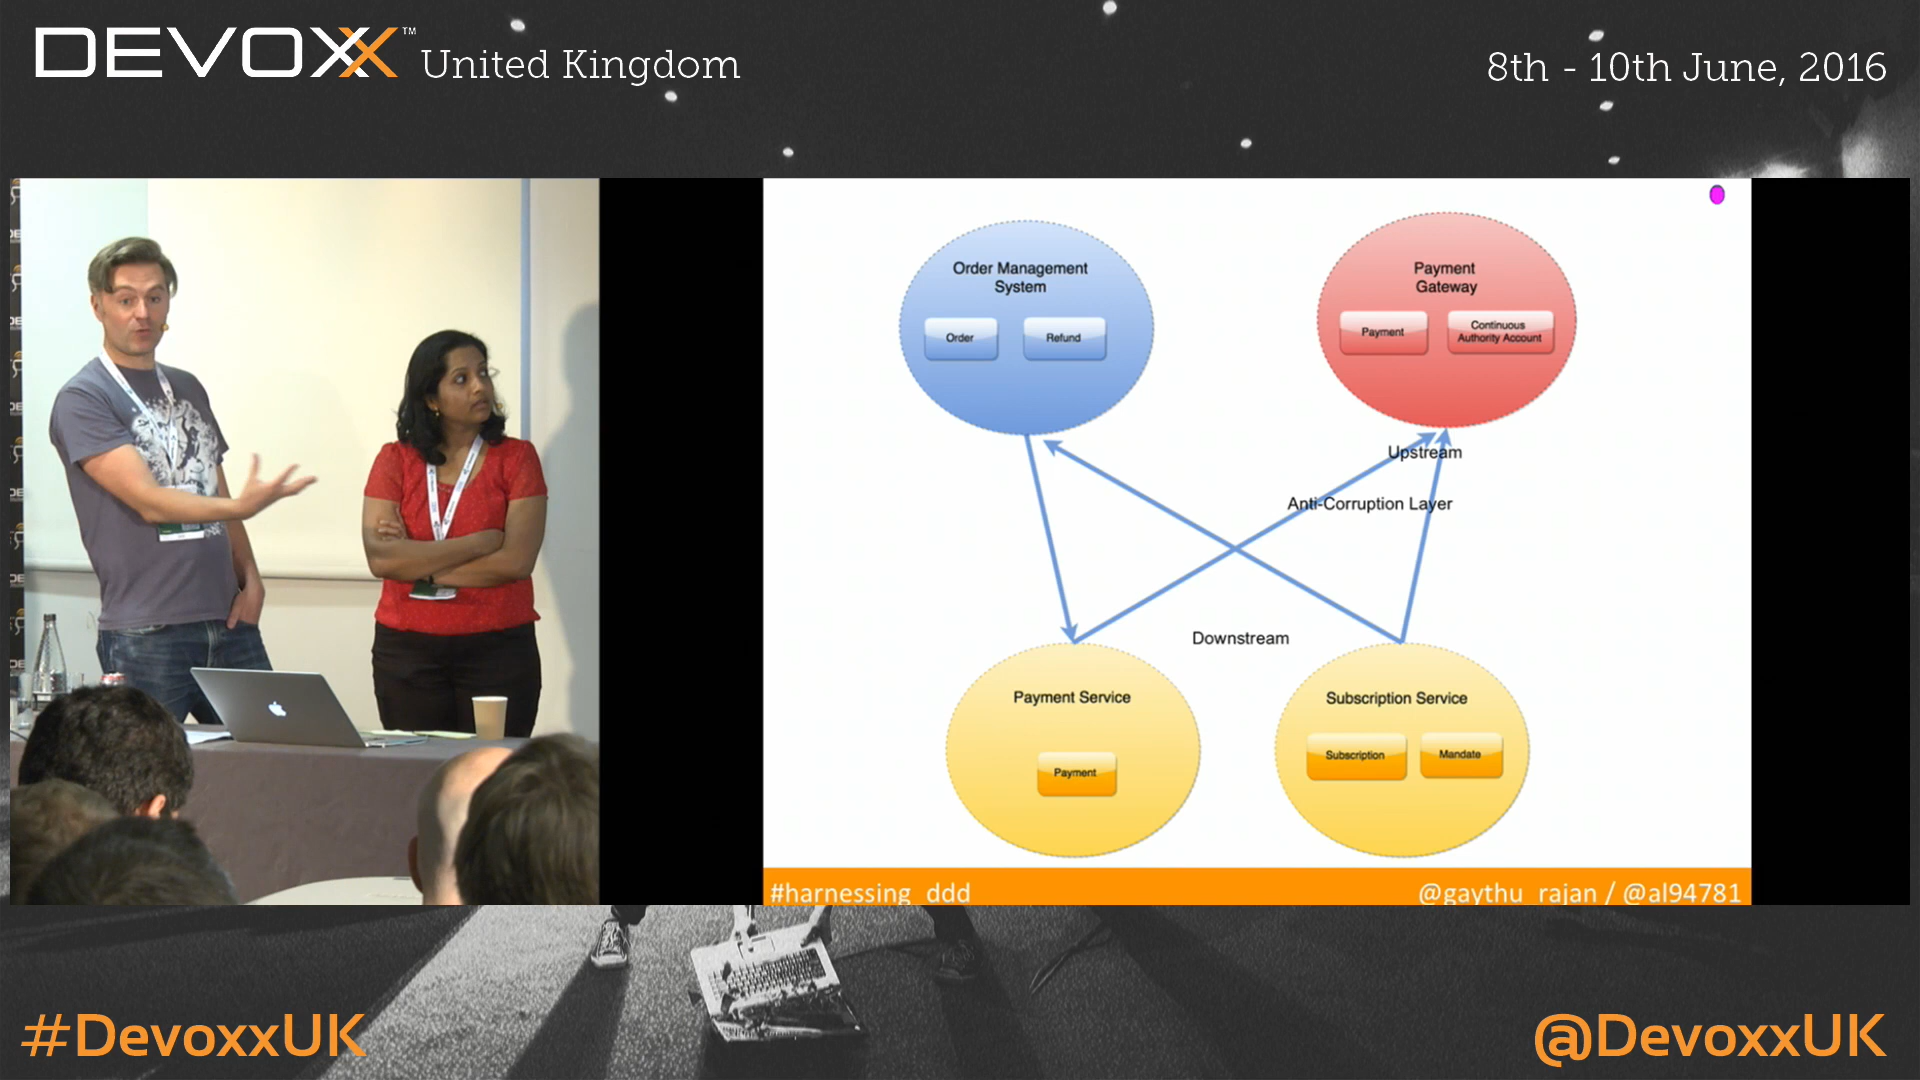 DEVOXX™ United Kingdom
8th - 10th June, 2016
Order Management
System
Order
Refund
Payment
Gateway
Payment
Continuous
Authority Account
Upstream
Anti-Corruption Layer
Downstream
Payment Service
Payment
Subscription Service
Subscription
Mandate
#harnessing_ddd
@gaythu_rajan / @al94781
#DevoxxUK
@DevoxxUK